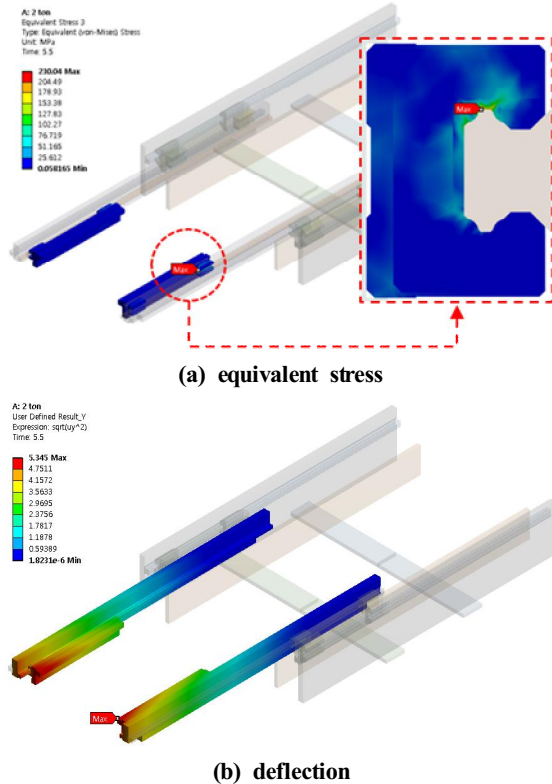 A: 2 ton
Equivalent Stress 3
Type: Equivalent (von-Mises) Stress
Unit: MPa
Time: 5.5
230.04 Max
204.49
178.93
153.38
127.83
102.27
76.719
51.165
25.612
0.058165 Min
Max
Max
(a) equivalent stress
A: 2 ton
User Defined Result_Y
Expression: sqrt(uy^2)
Time: 5.5
5.345 Max
4.7511
4.1572
3.5633
2.9695
2.3756
1.7817
1.1878
0.59389
1.8231e-6 Min
Max
(b) deflection